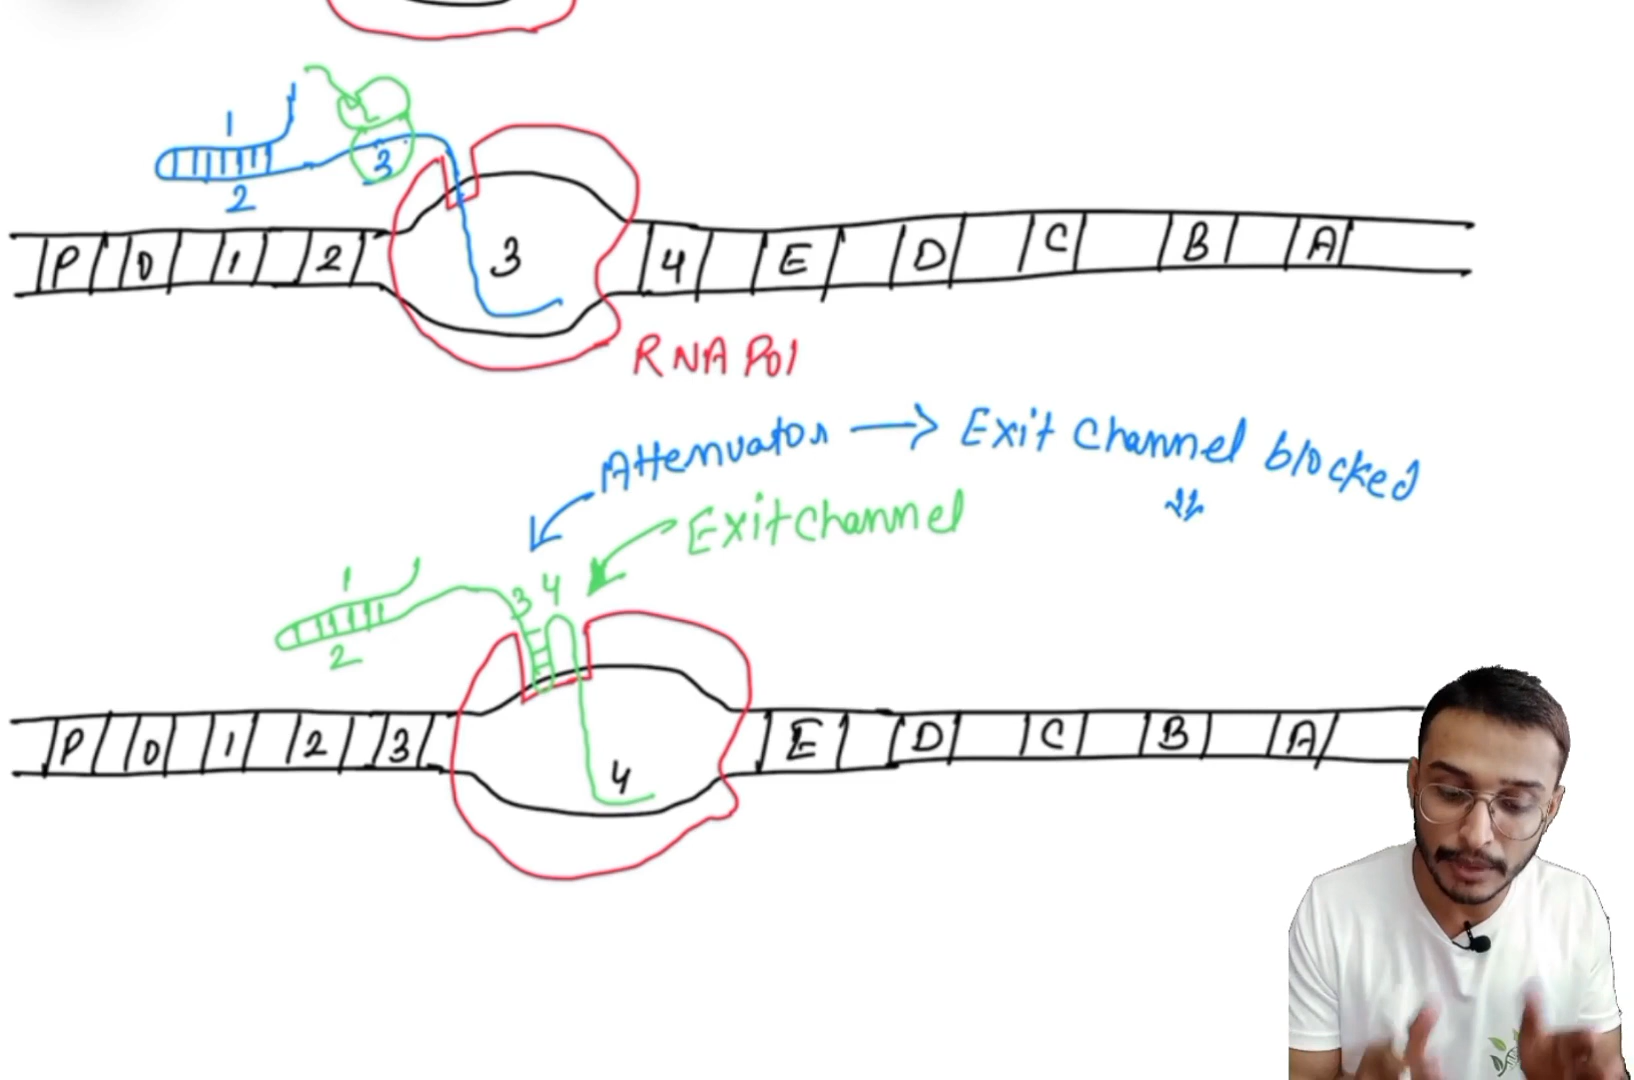 1
2
3
P O 1 2 3 4 E D C B A
RNA Pol
Attenuator → Exit channel blocked
Exit channel
1
2
3 4
P O 1 2 3 4 E D C B A